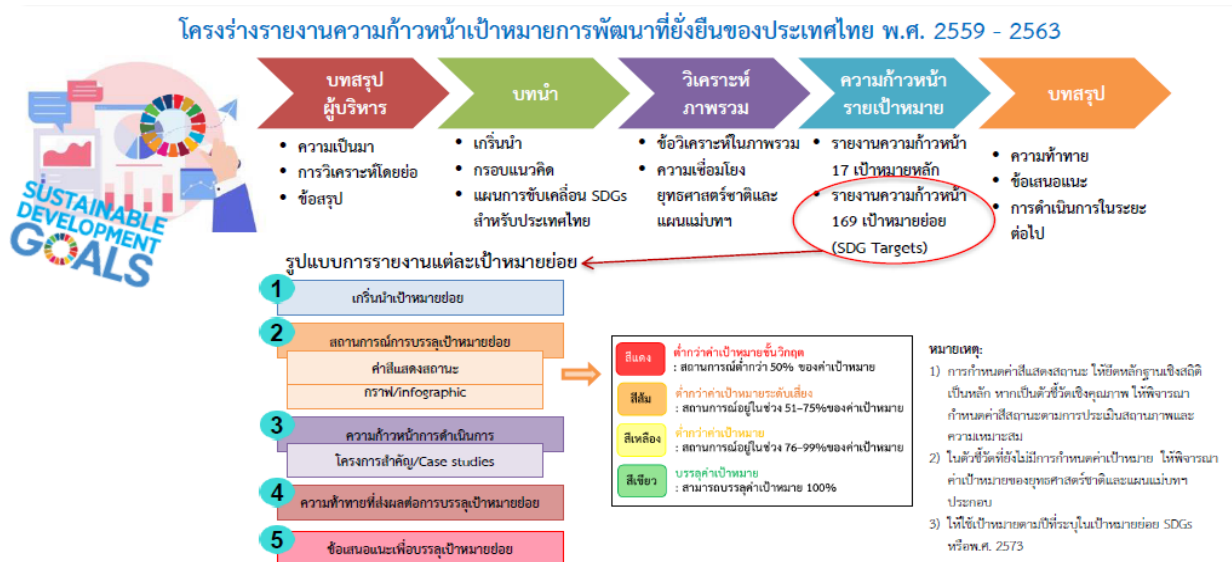 โครงร่างรายงานความก้าวหน้าเป้าหมายการพัฒนาที่ยั่งยืนของประเทศไทย พ.ศ. 2559 - 2563
SUSTAINABLE
DEVELOPMENT
GOALS
บทสรุป
ผู้บริหาร
• ความเป็นมา
• การวิเคราะห์โดยย่อ
• ข้อสรุป
บทนำ
• เกริ่นนำ
• กรอบแนวคิด
• แผนการขับเคลื่อน SDGs
สำหรับประเทศไทย
วิเคราะห์
ภาพรวม
• ข้อวิเคราะห์ในภาพรวม
• ความเชื่อมโยง
ยุทธศาสตร์ชาติและ
แผนแม่บทฯ
ความก้าวหน้า
รายเป้าหมาย
• รายงานความก้าวหน้า
17 เป้าหมายหลัก
• รายงานความก้าวหน้า
169 เป้าหมายย่อย
(SDG Targets)
บทสรุป
• ความท้าทาย
• ข้อเสนอแนะ
• การดำเนินการในระยะ
ต่อไป
รูปแบบการรายงานแต่ละเป้าหมายย่อย
1
เกริ่นนำเป้าหมายย่อย
2
สถานการณ์การบรรลุเป้าหมายย่อย
ค่าสีแสดงสถานะ
กราฟ/infographic
3
ความก้าวหน้าการดำเนินการ
โครงการสำคัญ/Case studies
4
ความท้าทายที่ส่งผลต่อการบรรลุเป้าหมายย่อย
5
ข้อเสนอแนะเพื่อบรรลุเป้าหมายย่อย
สีแดง
ต่ำกว่าค่าเป้าหมายขั้นวิกฤต
: สถานการณ์ต่ำกว่า 50% ของค่าเป้าหมาย
สีส้ม
ต่ำกว่าค่าเป้าหมายระดับเสี่ยง
: สถานการณ์อยู่ในช่วง 51-75%ของค่าเป้าหมาย
สีเหลือง
ต่ำกว่าค่าเป้าหมาย
: สถานการณ์อยู่ในช่วง 76-99%ของค่าเป้าหมาย
สีเขียว
บรรลุค่าเป้าหมาย
: สามารถบรรลุค่าเป้าหมาย 100%
หมายเหตุ:
1) การกำหนดค่าสีแสดงสถานะ ให้ยึดหลักฐานเชิงสถิติ
เป็นหลัก หากเป็นตัวชี้วัดเชิงคุณภาพ ให้พิจารณา
กำหนดค่าสีสถานะตามการประเมินสถานภาพและ
ความเหมาะสม
2) ในตัวชี้วัดที่ยังไม่มีการกำหนดค่าเป้าหมาย ให้พิจารณา
ค่าเป้าหมายของยุทธศาสตร์ชาติและแผนแม่บทฯ
ประกอบ
3) ให้ใช้เป้าหมายตามปีที่ระบุในเป้าหมายย่อย SDGs
หรือพ.ศ. 2573